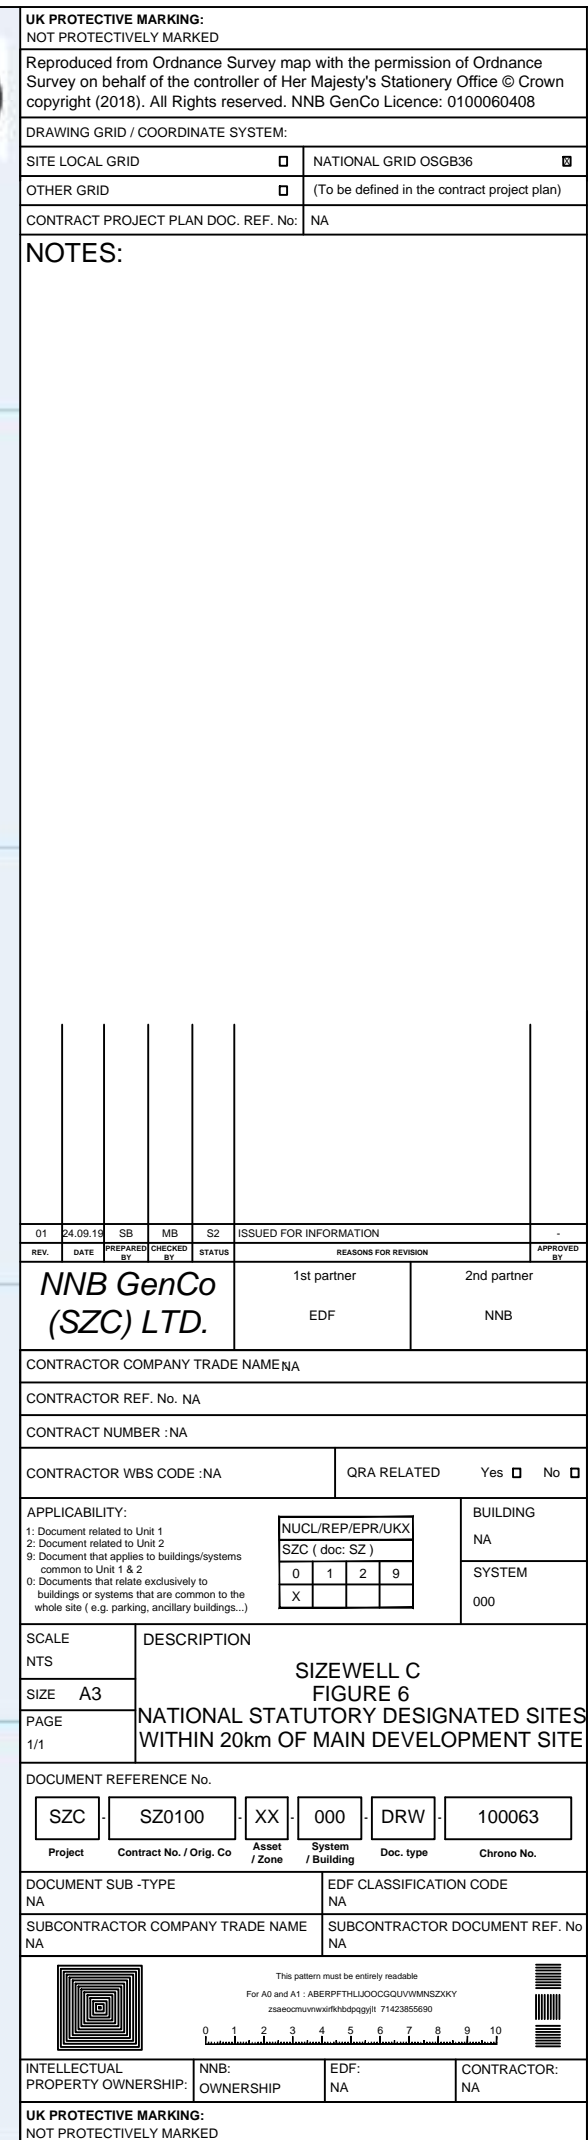 UK PROTECTIVE MARKING:
NOT PROTECTIVELY MARKED
Reproduced from Ordnance Survey map with the permission of Ordnance
Survey on behalf of the controller of Her Majesty's Stationery Office © Crown
copyright (2018). All Rights reserved. NNB GenCo Licence: 0100060408
DRAWING GRID / COORDINATE SYSTEM:
SITE LOCAL GRID NATIONAL GRID OSGB36
OTHER GRID (To be defined in the contract project plan)
CONTRACT PROJECT PLAN DOC. REF. No: NA
NOTES:
01 24.09.19 SB MB S2 ISSUED FOR INFORMATION -
REV. DATE PREPARED BY CHECKED BY STATUS REASONS FOR REVISION APPROVED BY
NNB GenCo
(SZC) LTD.
1st partner
EDF
2nd partner
NNB
CONTRACTOR COMPANY TRADE NAME : NA
CONTRACTOR REF. No. NA
CONTRACT NUMBER : NA
CONTRACTOR WBS CODE : NA QRA RELATED Yes No
APPLICABILITY:
1: Document related to Unit 1
2: Document related to Unit 2
9: Document that applies to buildings/systems
common to Unit 1 & 2
0: Documents that relate exclusively to
buildings or systems that are common to the
whole site ( e.g. parking, ancillary buildings...)
NUCL/REP/EPR/UKX
SZC ( doc: SZ )
0 1 2 9
X
BUILDING
NA
SYSTEM
000
SCALE
NTS
SIZE A3
PAGE
1/1
DESCRIPTION
SIZEWELL C
FIGURE 6
NATIONAL STATUTORY DESIGNATED SITES
WITHIN 20km OF MAIN DEVELOPMENT SITE
DOCUMENT REFERENCE No.
SZC - SZ0100 - XX - 000 - DRW - 100063
Project Contract No. / Orig. Co Asset / Zone System / Building Doc. type Chrono No.
DOCUMENT SUB -TYPE
NA
EDF CLASSIFICATION CODE
NA
SUBCONTRACTOR COMPANY TRADE NAME
NA
SUBCONTRACTOR DOCUMENT REF. No
NA
This pattern must be entirely readable
For A0 and A1 : ABERPFTHLIJOOCGQUVWMNSZXKY
zsaeocmuvnwxirfkhbdpqgyjlt 71423855690
0 1 2 3 4 5 6 7 8 9 10
INTELLECTUAL
PROPERTY OWNERSHIP:
NNB:
OWNERSHIP
EDF:
NA
CONTRACTOR:
NA
UK PROTECTIVE MARKING:
NOT PROTECTIVELY MARKED